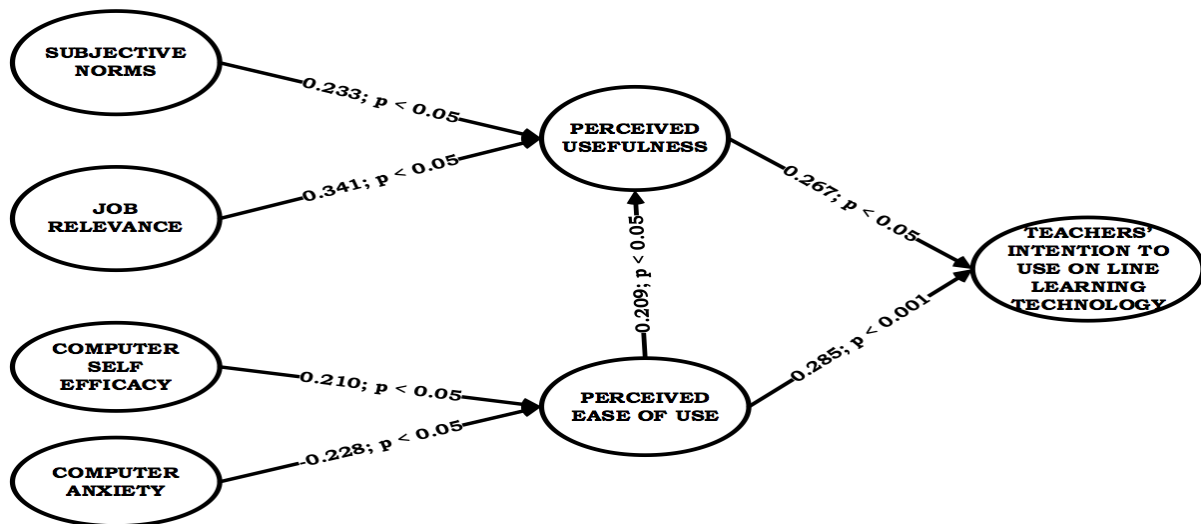 SUBJECTIVE
NORMS
0.233; p < 0.05
PERCEIVED
USEFULNESS
JOB
RELEVANCE
0.341; p < 0.05
0.267; p < 0.05
0.209; p < 0.05
TEACHERS'
INTENTION TO
USE ON LINE
LEARNING
TECHNOLOGY
COMPUTER
SELF
EFFICACY
0.210; p < 0.05
PERCEIVED
EASE OF USE
0.285; p < 0.001
COMPUTER
ANXIETY
-0.228; p < 0.05